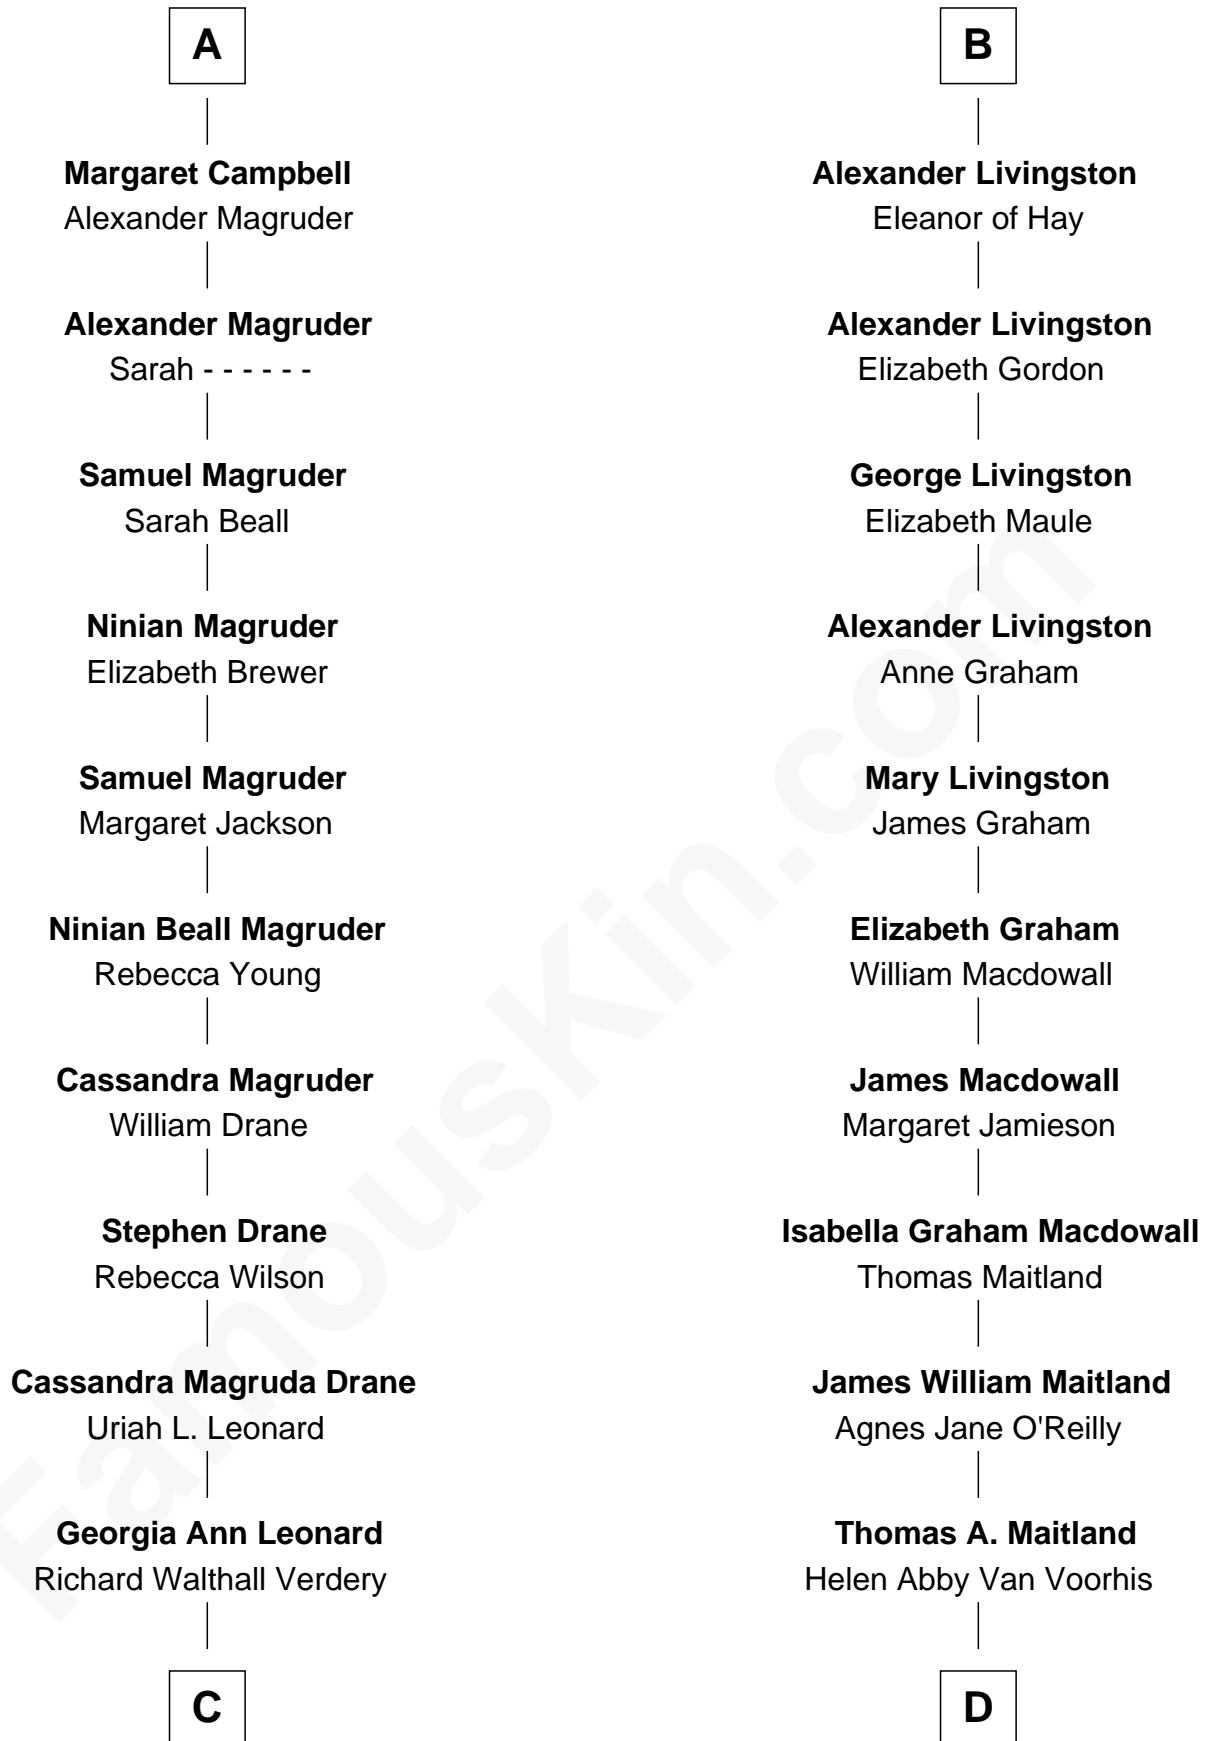 A
Margaret Campbell
Alexander Magruder
Alexander Magruder
Sarah - - - - - -
Samuel Magruder
Sarah Beall
Ninian Magruder
Elizabeth Brewer
Samuel Magruder
Margaret Jackson
Ninian Beall Magruder
Rebecca Young
Cassandra Magruder
William Drane
Stephen Drane
Rebecca Wilson
Cassandra Magruda Drane
Uriah L. Leonard
Georgia Ann Leonard
Richard Walthall Verdery
C
B
Alexander Livingston
Eleanor of Hay
Alexander Livingston
Elizabeth Gordon
George Livingston
Elizabeth Maule
Alexander Livingston
Anne Graham
Mary Livingston
James Graham
Elizabeth Graham
William Macdowall
James Macdowall
Margaret Jamieson
Isabella Graham Macdowall
Thomas Maitland
James William Maitland
Agnes Jane O'Reilly
Thomas A. Maitland
Helen Abby Van Voorhis
D
FamousKin.com